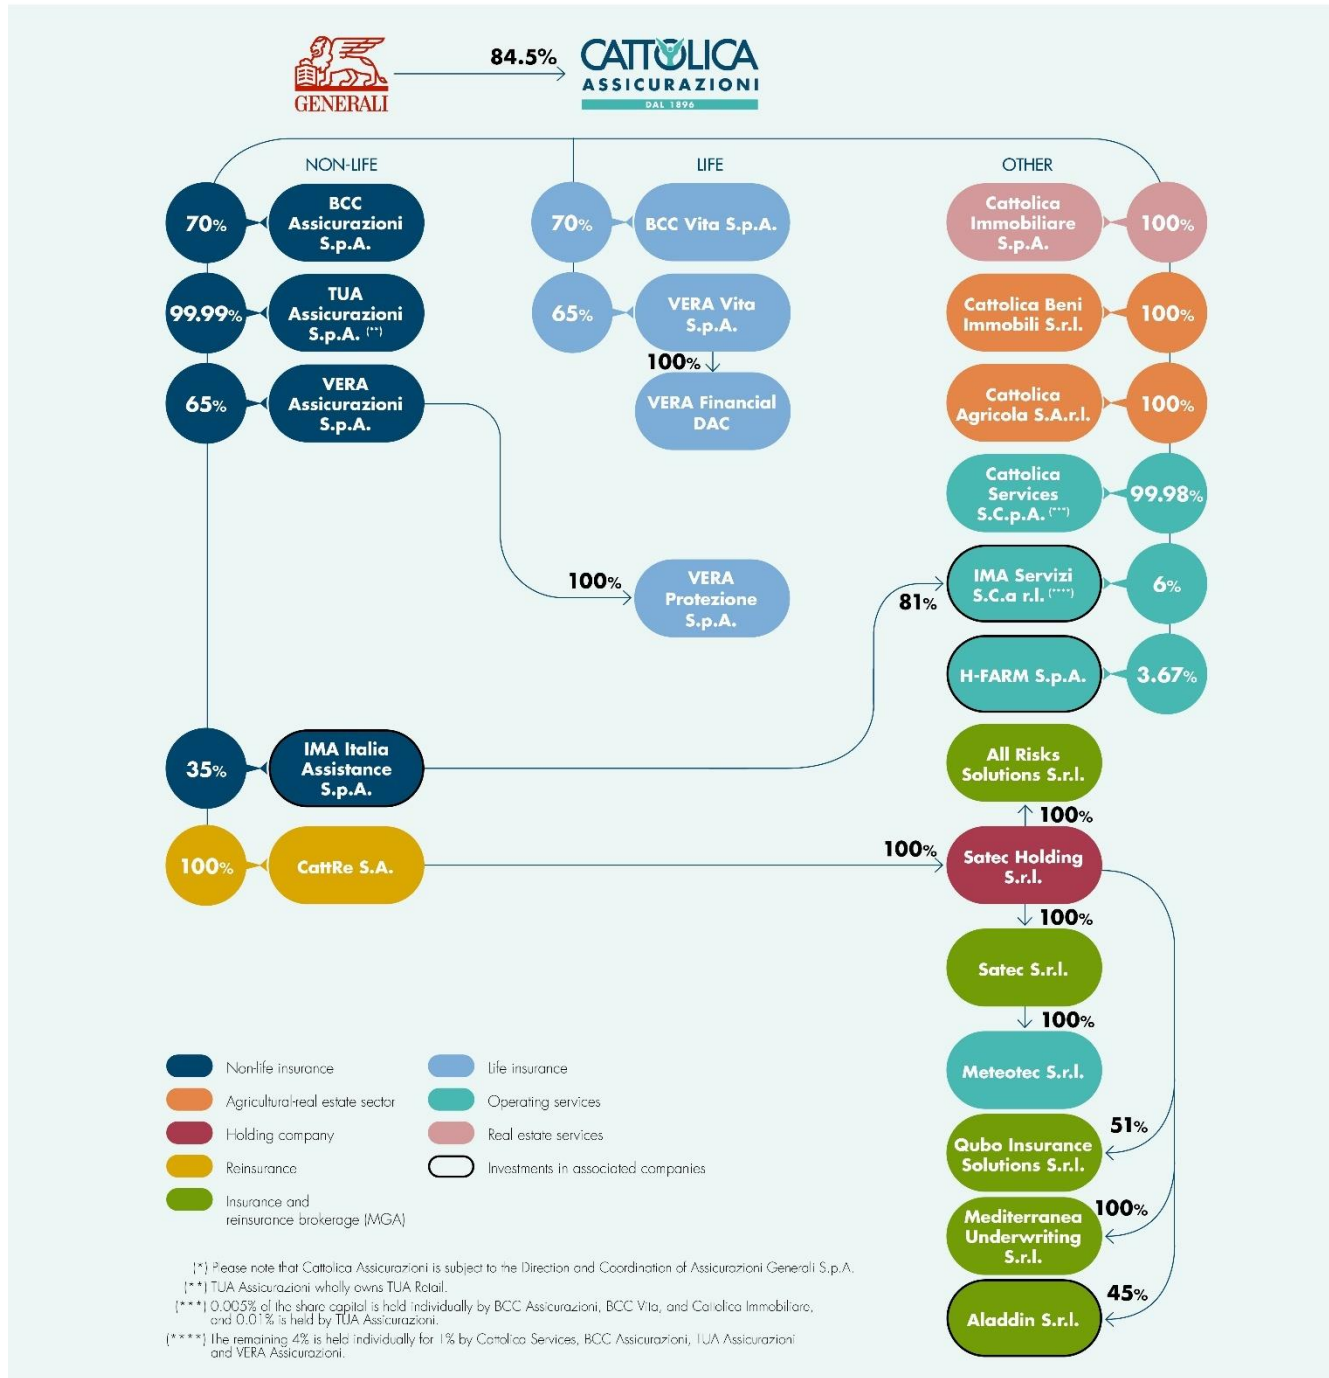 GENERALI
84.5%
CATTOLICA
ASSICURAZIONI
DAL 1896
NON-LIFE
LIFE
OTHER
70%
BCC
Assicurazioni
S.p.A.
99.99%
TUA
Assicurazioni
S.p.A. (**)
65%
VERA
Assicurazioni
S.p.A.
70%
BCC Vita S.p.A.
65%
VERA Vita
S.p.A.
100%
VERA Financial
DAC
100%
VERA
Protezione
S.p.A.
Cattolica
Immobiliare
S.p.A.
100%
Cattolica Beni
Immobili S.r.l.
100%
Cattolica
Agricola S.A.r.l.
100%
Cattolica
Services
S.C.p.A. (***)
99.98%
IMA Servizi
S.C.a r.l. (****)
6%
81%
H-FARM S.p.A.
3.67%
35%
IMA Italia
Assistance
S.p.A.
All Risks
Solutions S.r.l.
100%
100%
CattRe S.A.
100%
Satec Holding
S.r.l.
100%
Satec S.r.l.
100%
Meteotec S.r.l.
51%
Qubo Insurance
Solutions S.r.l.
100%
Mediterranea
Underwriting
S.r.l.
45%
Aladdin S.r.l.
Non-life insurance
Agricultural-real estate sector
Holding company
Reinsurance
Insurance and
reinsurance brokerage (MGA)
Life insurance
Operating services
Real estate services
Investments in associated companies
(*) Please note that Cattolica Assicurazioni is subject to the Direction and Coordination of Assicurazioni Generali S.p.A.
(**) TUA Assicurazioni wholly owns TUA Retail.
(***) 0.005% of the share capital is held individually by BCC Assicurazioni, BCC Vita, and Cattolica Immobiliare,
and 0.01% is held by TUA Assicurazioni.
(****) The remaining 4% is held individually for 1% by Cattolica Services, BCC Assicurazioni, TUA Assicurazioni
and VERA Assicurazioni.